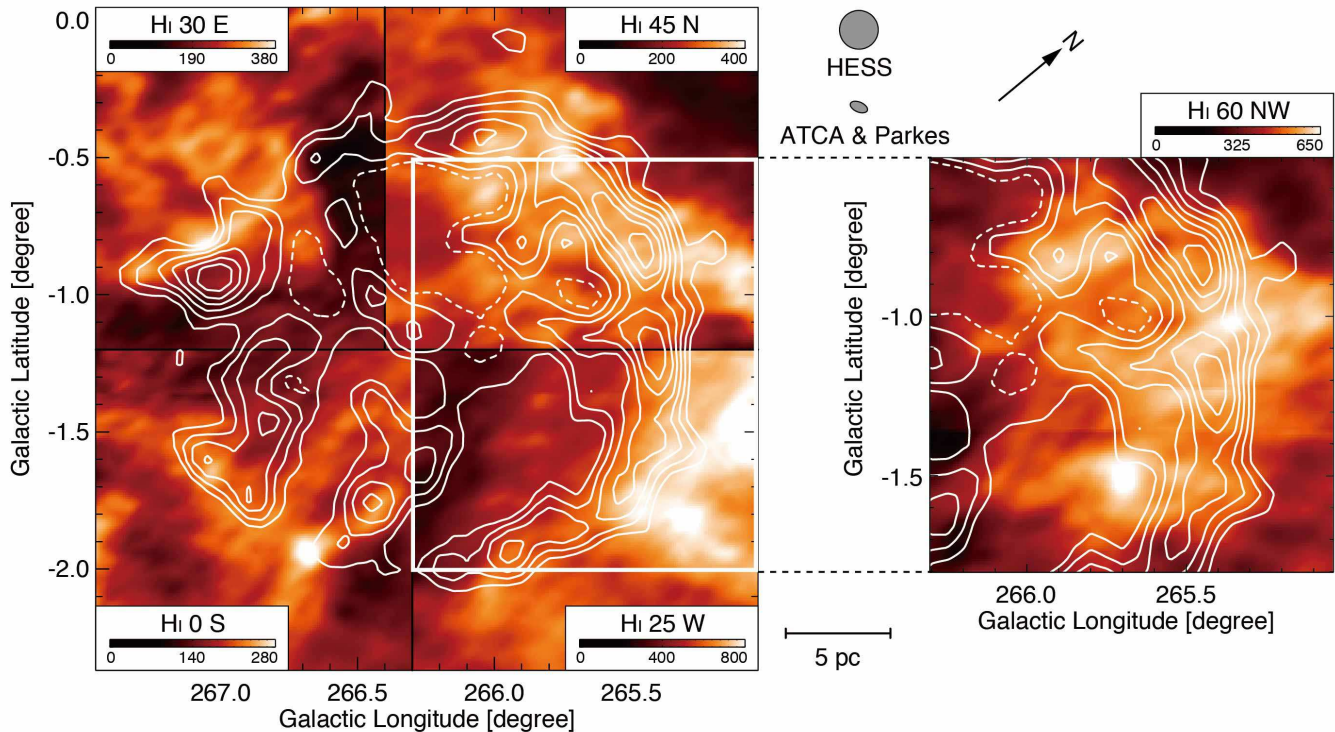 0.0
HI 30 E
0 190 380
HI 45 N
0 200 400
HESS
N
ATCA & Parkes
HI 60 NW
0 325 650
-0.5
-1.0
-1.5
-2.0
Galactic Latitude [degree]
Galactic Latitude [degree]
-1.0
-1.5
HI 0 S
0 140 280
HI 25 W
0 400 800
5 pc
266.0 265.5
Galactic Longitude [degree]
267.0 266.5 266.0 265.5
Galactic Longitude [degree]